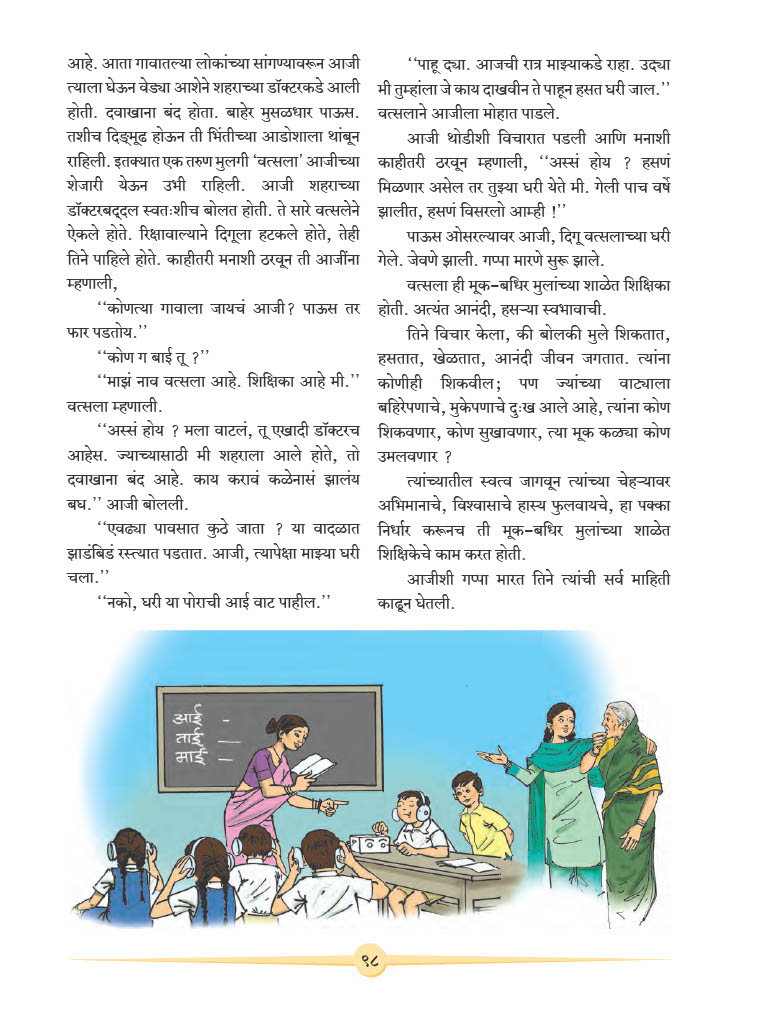 आहे. आता गावातल्या लोकांच्या सांगण्यावरून आजी
त्याला घेऊन वेड्या आशेने शहराच्या डॉक्टरकडे आली
होती. दवाखाना बंद होता. बाहेर मुसळधार पाऊस.
तशीच दिङ्मूढ होऊन ती भिंतीच्या आडोशाला थांबून
राहिली. इतक्यात एक तरुण मुलगी ‘वत्सला’ आजीच्या
शेजारी येऊन उभी राहिली. आजी शहराच्या
डॉक्टरबद्दल स्वतःशीच बोलत होती. ते सारे वत्सलेने
ऐकले होते. रिक्षावाल्याने दिगूला हटकले होते, तेही
तिने पाहिले होते. काहीतरी मनाशी ठरवून ती आजींना
म्हणाली,
‘‘कोणत्या गावाला जायचं आजी? पाऊस तर
फार पडतोय.’’
‘‘कोण ग बाई तू ?’’
‘‘माझं नाव वत्सला आहे. शिक्षिका आहे मी.’’
वत्सला म्हणाली.
‘‘अस्सं होय ? मला वाटलं, तू एखादी डॉक्टरच
आहेस. ज्याच्यासाठी मी शहराला आले होते, तो
दवाखाना बंद आहे. काय करावं कळेनासं झालंय
बघ.’’ आजी बोलली.
‘‘एवढ्या पावसात कुठे जाता ? या वादळात
झाडंबिडं रस्त्यात पडतात. आजी, त्यापेक्षा माझ्या घरी
चला.’’
‘‘नको, घरी या पोराची आई वाट पाहील.’’
‘‘पाहू द्या. आजची रात्र माझ्याकडे राहा. उद्या
मी तुम्हांला जे काय दाखवीन ते पाहून हसत घरी जाल.’’
वत्सलाने आजीला मोहात पाडले.
आजी थोडीशी विचारात पडली आणि मनाशी
काहीतरी ठरवून म्हणाली, ‘‘अस्सं होय ? हसणं
मिळणार असेल तर तुझ्या घरी येते मी. गेली पाच वर्षे
झालीत, हसणं विसरलो आम्ही !’’
पाऊस ओसरल्यावर आजी, दिगू वत्सलाच्या घरी
गेले. जेवणे झाली. गप्पा मारणे सुरू झाले.
वत्सला ही मूक-बधिर मुलांच्या शाळेत शिक्षिका
होती. अत्यंत आनंदी, हसऱ्या स्वभावाची.
तिने विचार केला, की बोलकी मुले शिकतात,
हसतात, खेळतात, आनंदी जीवन जगतात. त्यांना
कोणीही शिकवील; पण ज्यांच्या वाट्याला
बहिरेपणाचे, मुकेपणाचे दुःख आले आहे, त्यांना कोण
शिकवणार, कोण सुखावणार, त्या मूक कळ्या कोण
उमलवणार ?
त्यांच्यातील स्वत्व जागवून त्यांच्या चेहऱ्यावर
अभिमानाचे, विश्वासाचे हास्य फुलवायचे, हा पक्का
निर्धार करूनच ती मूक-बधिर मुलांच्या शाळेत
शिक्षिकेचे काम करत होती.
आजीशी गप्पा मारत तिने त्यांची सर्व माहिती
काढून घेतली.
आई -
ताई -
माई -
९८